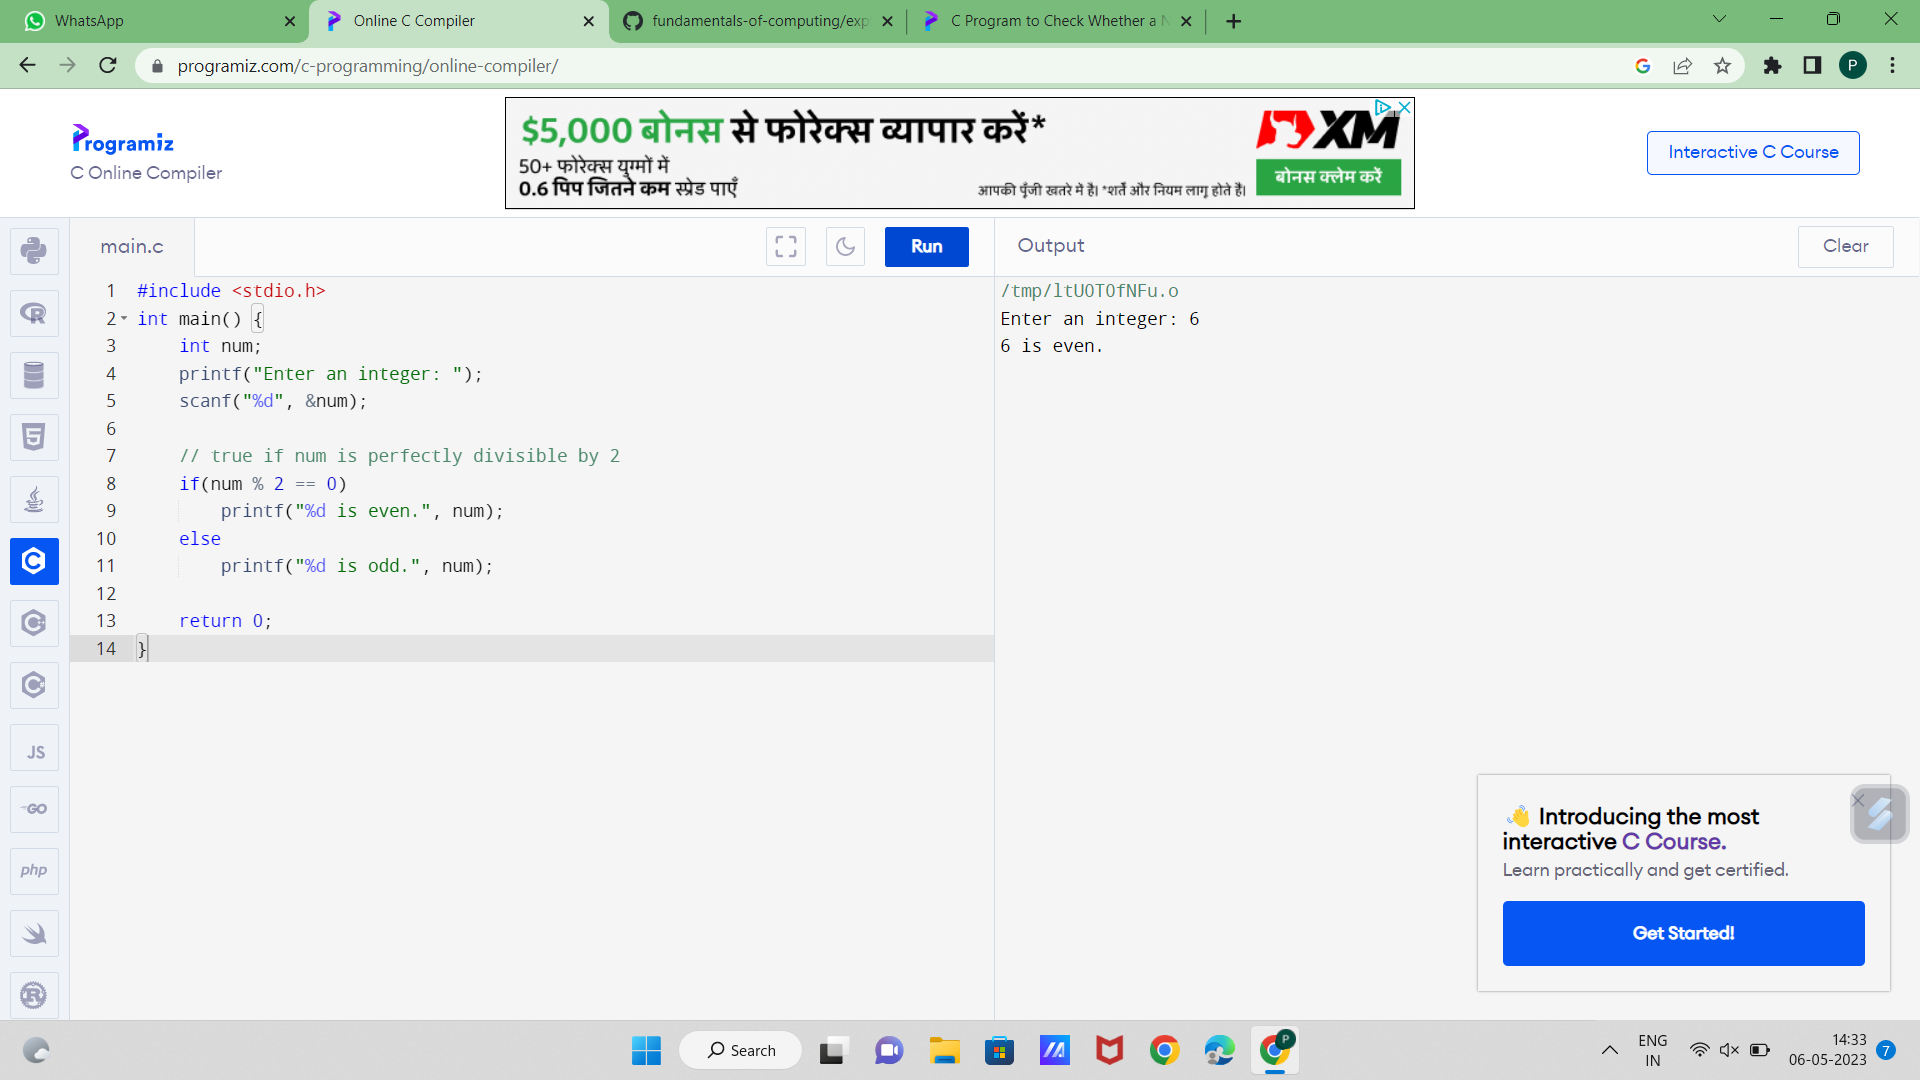 WhatsApp
Online C Compiler
fundamentals-of-computing/exp
C Program to Check Whether a N
programiz.com/c-programming/online-compiler/
P
Programiz
C Online Compiler
$5,000 बोनस से फोरेक्स व्यापार करें*
50+ फोरेक्स युग्मों में
0.6 पिप जितने कम स्प्रेड पाएँ
आपकी पूँजी खतरे में है। *शर्तें और नियम लागू होते हैं।
XM
बोनस क्लेम करें
Interactive C Course
main.c
Run
Output
Clear
1 #include <stdio.h>
2 int main() {
3     int num;
4     printf("Enter an integer: ");
5     scanf("%d", &num);
6
7     // true if num is perfectly divisible by 2
8     if(num % 2 == 0)
9         printf("%d is even.", num);
10     else
11         printf("%d is odd.", num);
12
13     return 0;
14 }
/tmp/ltUOTOfNFu.o
Enter an integer: 6
6 is even.
JS
GO
php
👋 Introducing the most
interactive C Course.
Learn practically and get certified.
Get Started!
Search
P
ENG
IN
14:33
06-05-2023
7